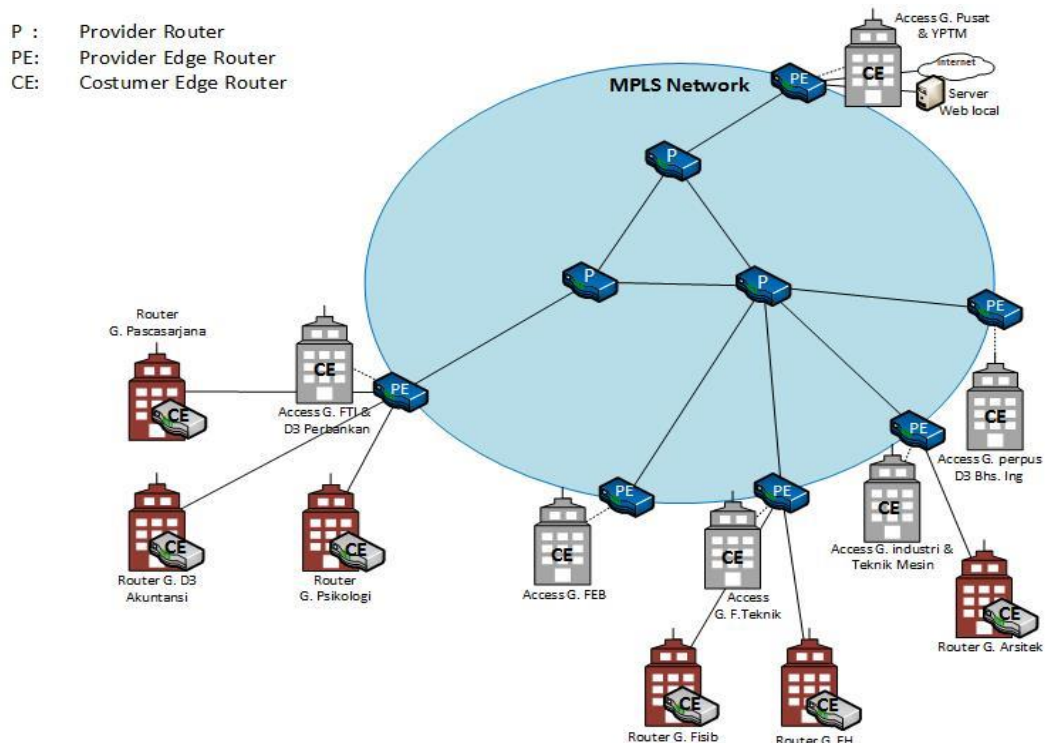 P : Provider Router
PE: Provider Edge Router
CE: Costumer Edge Router
Access G. Pusat
& YPTM
CE
PE
Internet
Server
Web local
MPLS Network
P
P
P
PE
Router
G. Pascasarjana
CE
CE
PE
Access G. FTI &
D3 Perbankan
PE
Access G. perpus
D3 Bhs. Ing
CE
CE
Router G. D3
Akuntansi
CE
Router
G. Psikologi
PE
CE
Access G. FEB
PE
CE
Access
G. F.Teknik
CE
Access G. industri &
Teknik Mesin
CE
Router G. Arsitek
CE
Router G. Fisib
CE
Router G. FH